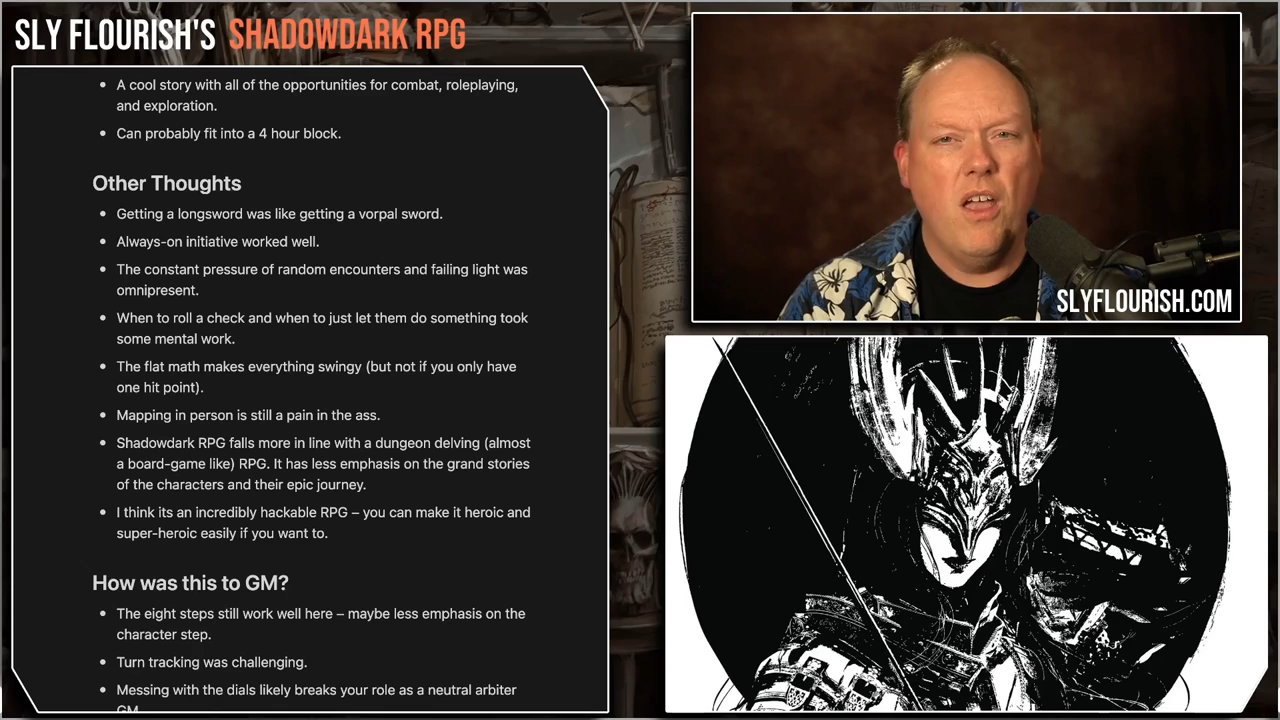 SLY FLOURISH'S SHADOWDARK RPG
A cool story with all of the opportunities for combat, roleplaying,
and exploration.
Can probably fit into a 4 hour block.
Other Thoughts
Getting a longsword was like getting a vorpal sword.
Always-on initiative worked well.
The constant pressure of random encounters and failing light was
omnipresent.
When to roll a check and when to just let them do something took
some mental work.
The flat math makes everything swingy (but not if you only have
one hit point).
Mapping in person is still a pain in the ass.
Shadowdark RPG falls more in line with a dungeon delving (almost
a board-game like) RPG. It has less emphasis on the grand stories
of the characters and their epic journey.
I think its an incredibly hackable RPG – you can make it heroic and
super-heroic easily if you want to.
How was this to GM?
The eight steps still work well here – maybe less emphasis on the
character step.
Turn tracking was challenging.
Messing with the dials likely breaks your role as a neutral arbiter
GM
SLYFLOURISH.COM